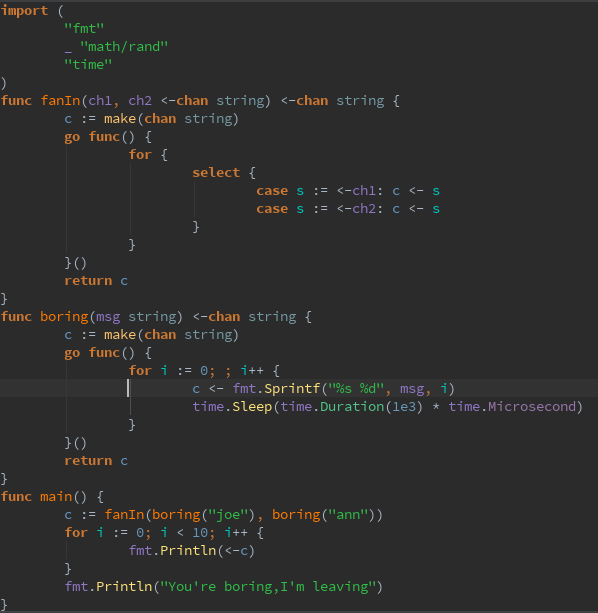 import (
"fmt"
_ "math/rand"
"time"
)
func fanIn(ch1, ch2 <-chan string) <-chan string {
c := make(chan string)
go func() {
for {
select {
case s := <-ch1: c <- s
case s := <-ch2: c <- s
}
}
}()
return c
}
func boring(msg string) <-chan string {
c := make(chan string)
go func() {
for i := 0; ; i++ {
c <- fmt.Sprintf("%s %d", msg, i)
time.Sleep(time.Duration(1e3) * time.Microsecond)
}
}()
return c
}
func main() {
c := fanIn(boring("joe"), boring("ann"))
for i := 0; i < 10; i++ {
fmt.Println(<-c)
}
fmt.Println("You're boring,I'm leaving")
}